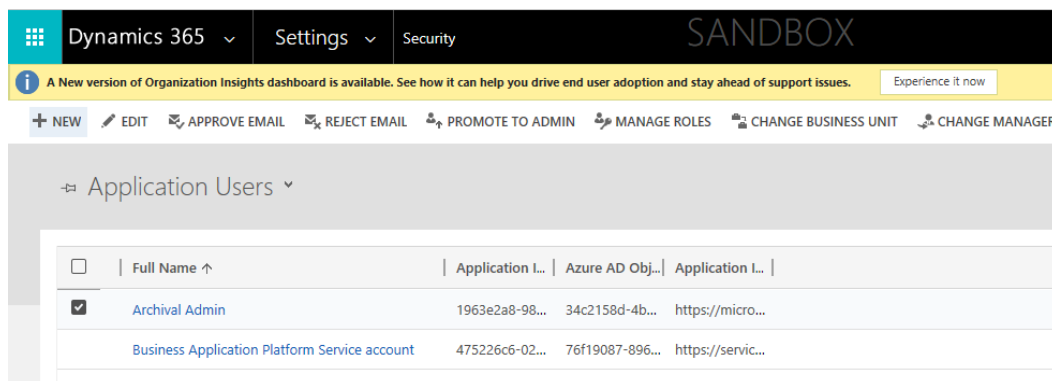 Dynamics 365 Settings Security SANDBOX
A New version of Organization Insights dashboard is available. See how it can help you drive end user adoption and stay ahead of support issues. Experience it now
NEW EDIT APPROVE EMAIL REJECT EMAIL PROMOTE TO ADMIN MANAGE ROLES CHANGE BUSINESS UNIT CHANGE MANAGER
Application Users
Full Name Application I... Azure AD Obj... Application I...
Archival Admin 1963e2a8-98... 34c2158d-4b... https://micro...
Business Application Platform Service account 475226c6-02... 76f19087-896... https://servic...